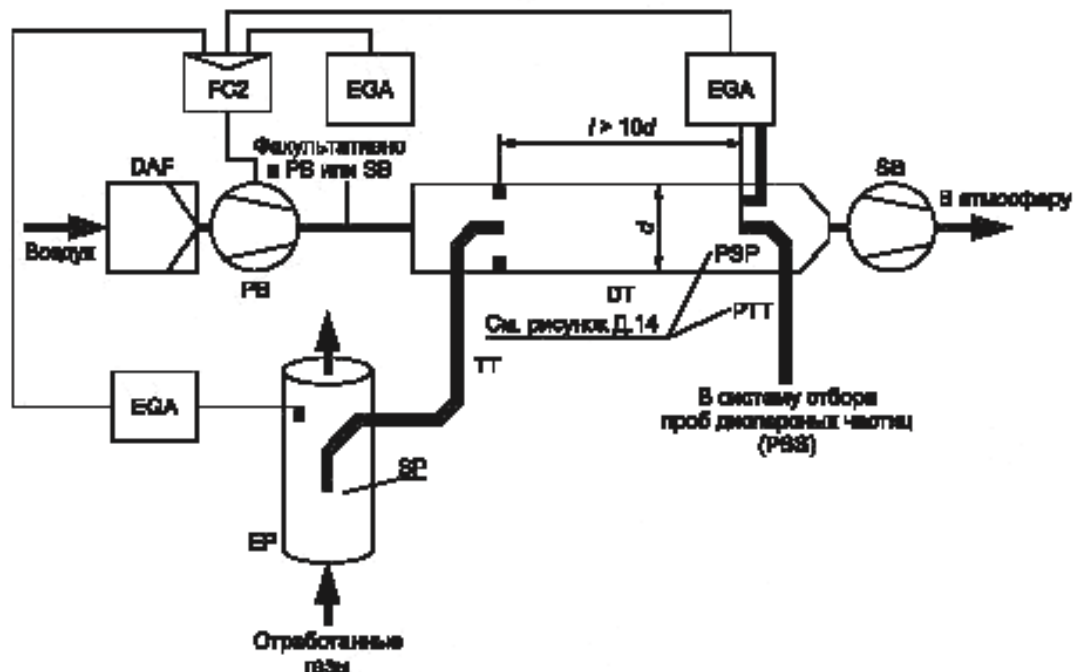 FC2
EGA
EGA
l > 10d
Факультативно
в PB или SB
DAF
SB
В атмосферу
Воздух
d
PB
PSP
DT
См. рисунок Д.14
PTT
TT
EGA
В систему отбора
проб дисперсных частиц
(PSS)
SP
EP
Отработанные
газы